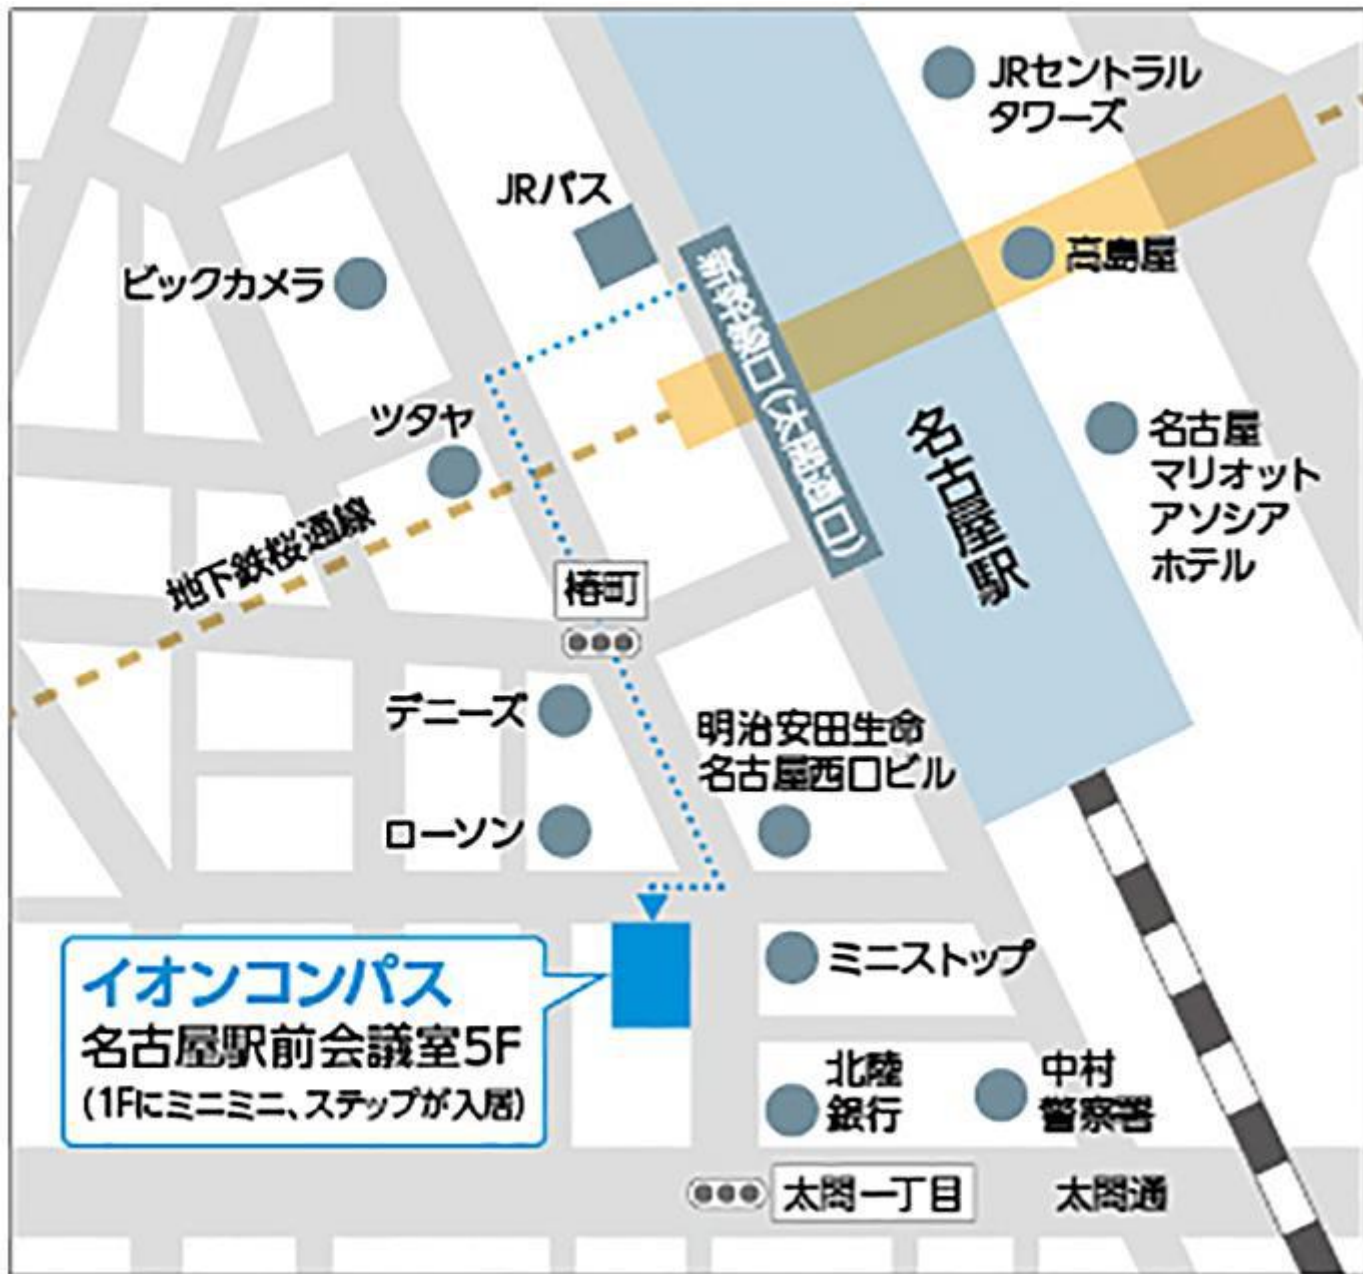 JRセントラル
タワーズ
JRバス
髙島屋
ビックカメラ
新幹線口(太閤通口)
ツタヤ
名古屋
マリオット
アソシア
ホテル
名古屋駅
地下鉄桜通線
椿町
デニーズ
明治安田生命
名古屋西口ビル
ローソン
イオンコンパス
名古屋駅前会議室5F
(1Fにミニミニ、ステップが入居)
ミニストップ
北陸
銀行
中村
警察署
太閤一丁目
太閤通